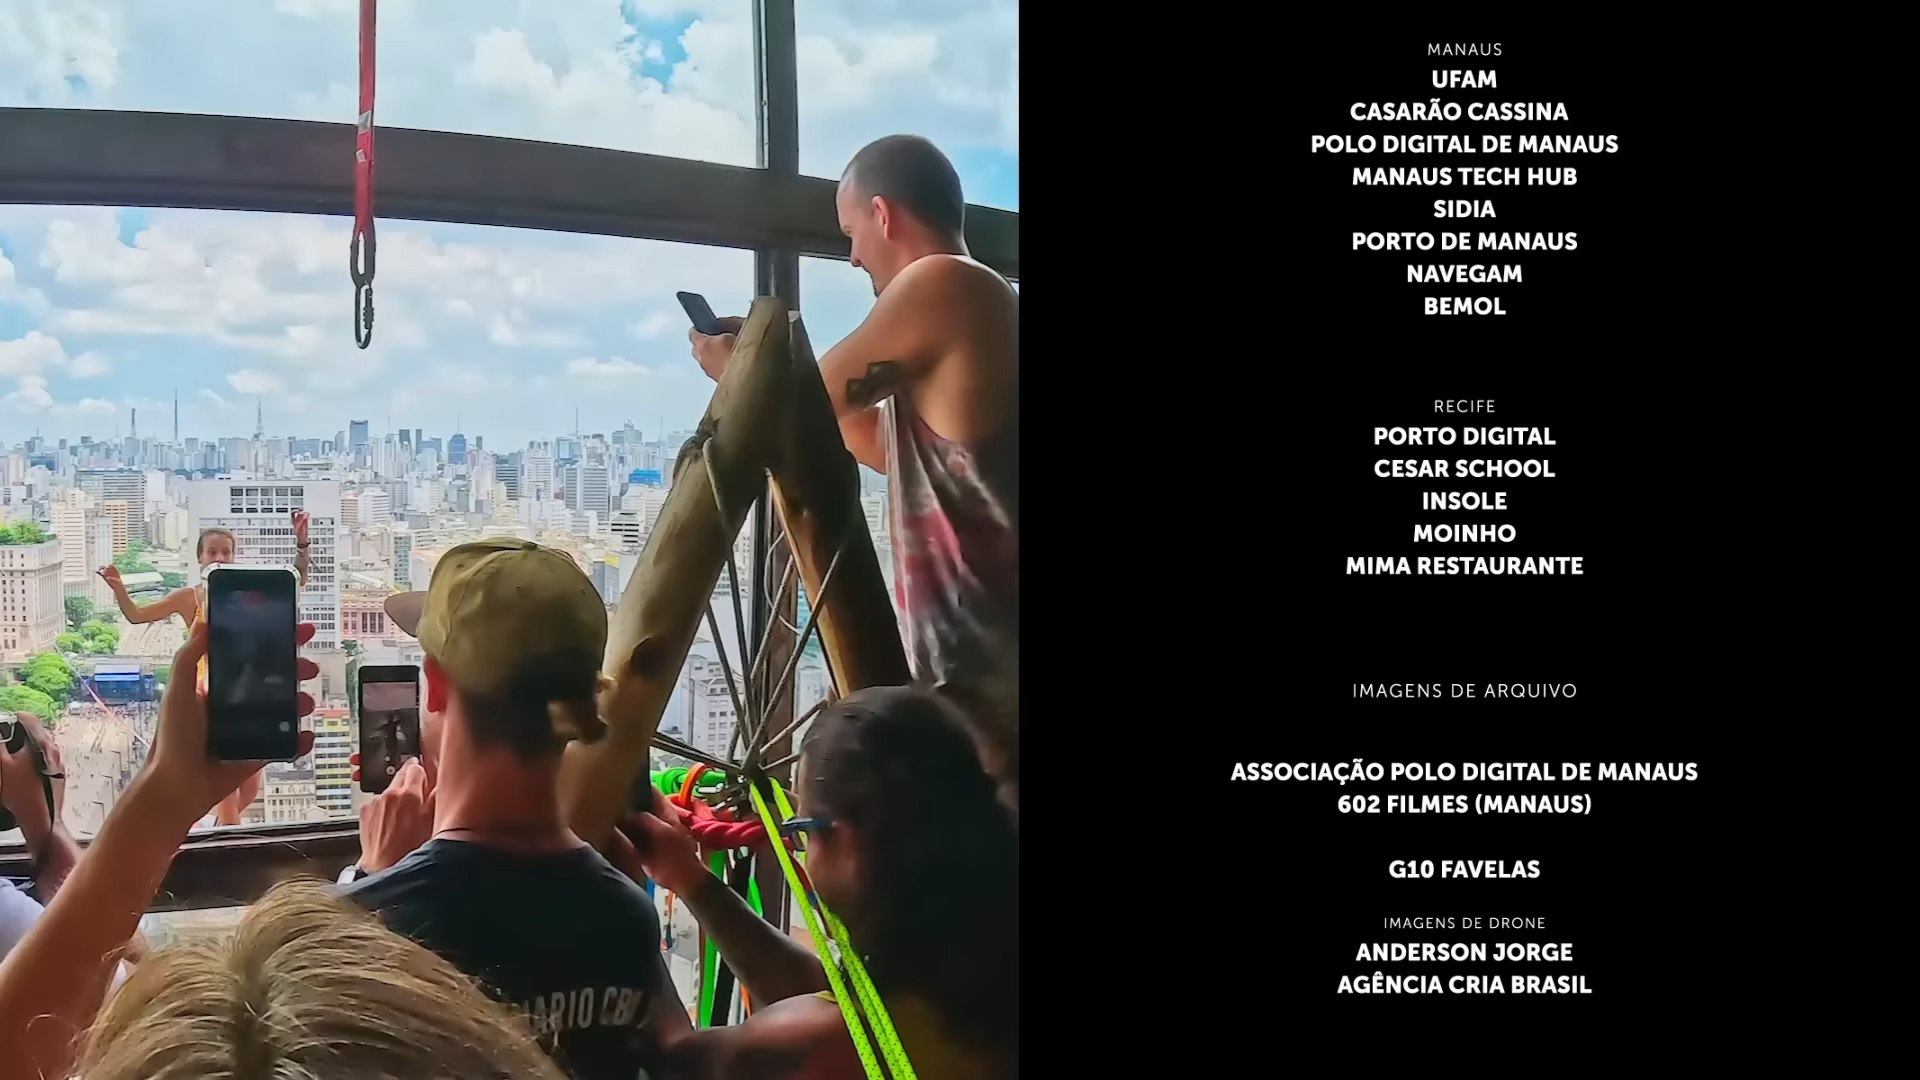 MANAUS
UFAM
CASARÃO CASSINA
POLO DIGITAL DE MANAUS
MANAUS TECH HUB
SIDIA
PORTO DE MANAUS
NAVEGAM
BEMOL
RECIFE
PORTO DIGITAL
CESAR SCHOOL
INSOLE
MOINHO
MIMA RESTAURANTE
IMAGENS DE ARQUIVO
ASSOCIAÇÃO POLO DIGITAL DE MANAUS
602 FILMES (MANAUS)
G10 FAVELAS
IMAGENS DE DRONE
ANDERSON JORGE
AGÊNCIA CRIA BRASIL